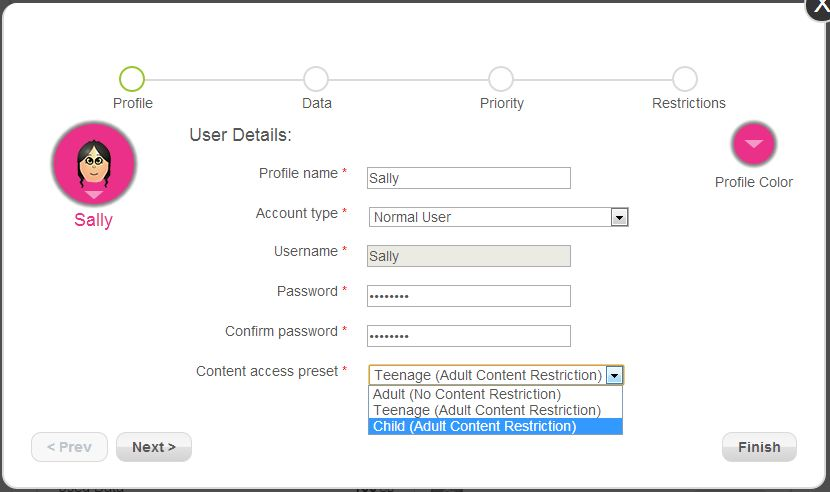 X
Profile
Data
Priority
Restrictions
User Details:
Sally
Profile Color
Profile name *
Sally
Account type *
Normal User
Username *
Sally
Password *
••••••••
Confirm password *
••••••••
Content access preset *
Teenage (Adult Content Restriction)
Adult (No Content Restriction)
Teenage (Adult Content Restriction)
Child (Adult Content Restriction)
< Prev
Next >
Finish